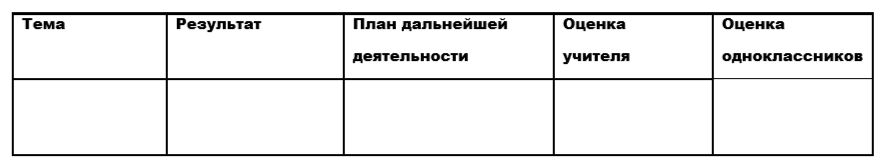 Тема
Результат
План дальнейшей
деятельности
Оценка
учителя
Оценка
одноклассников